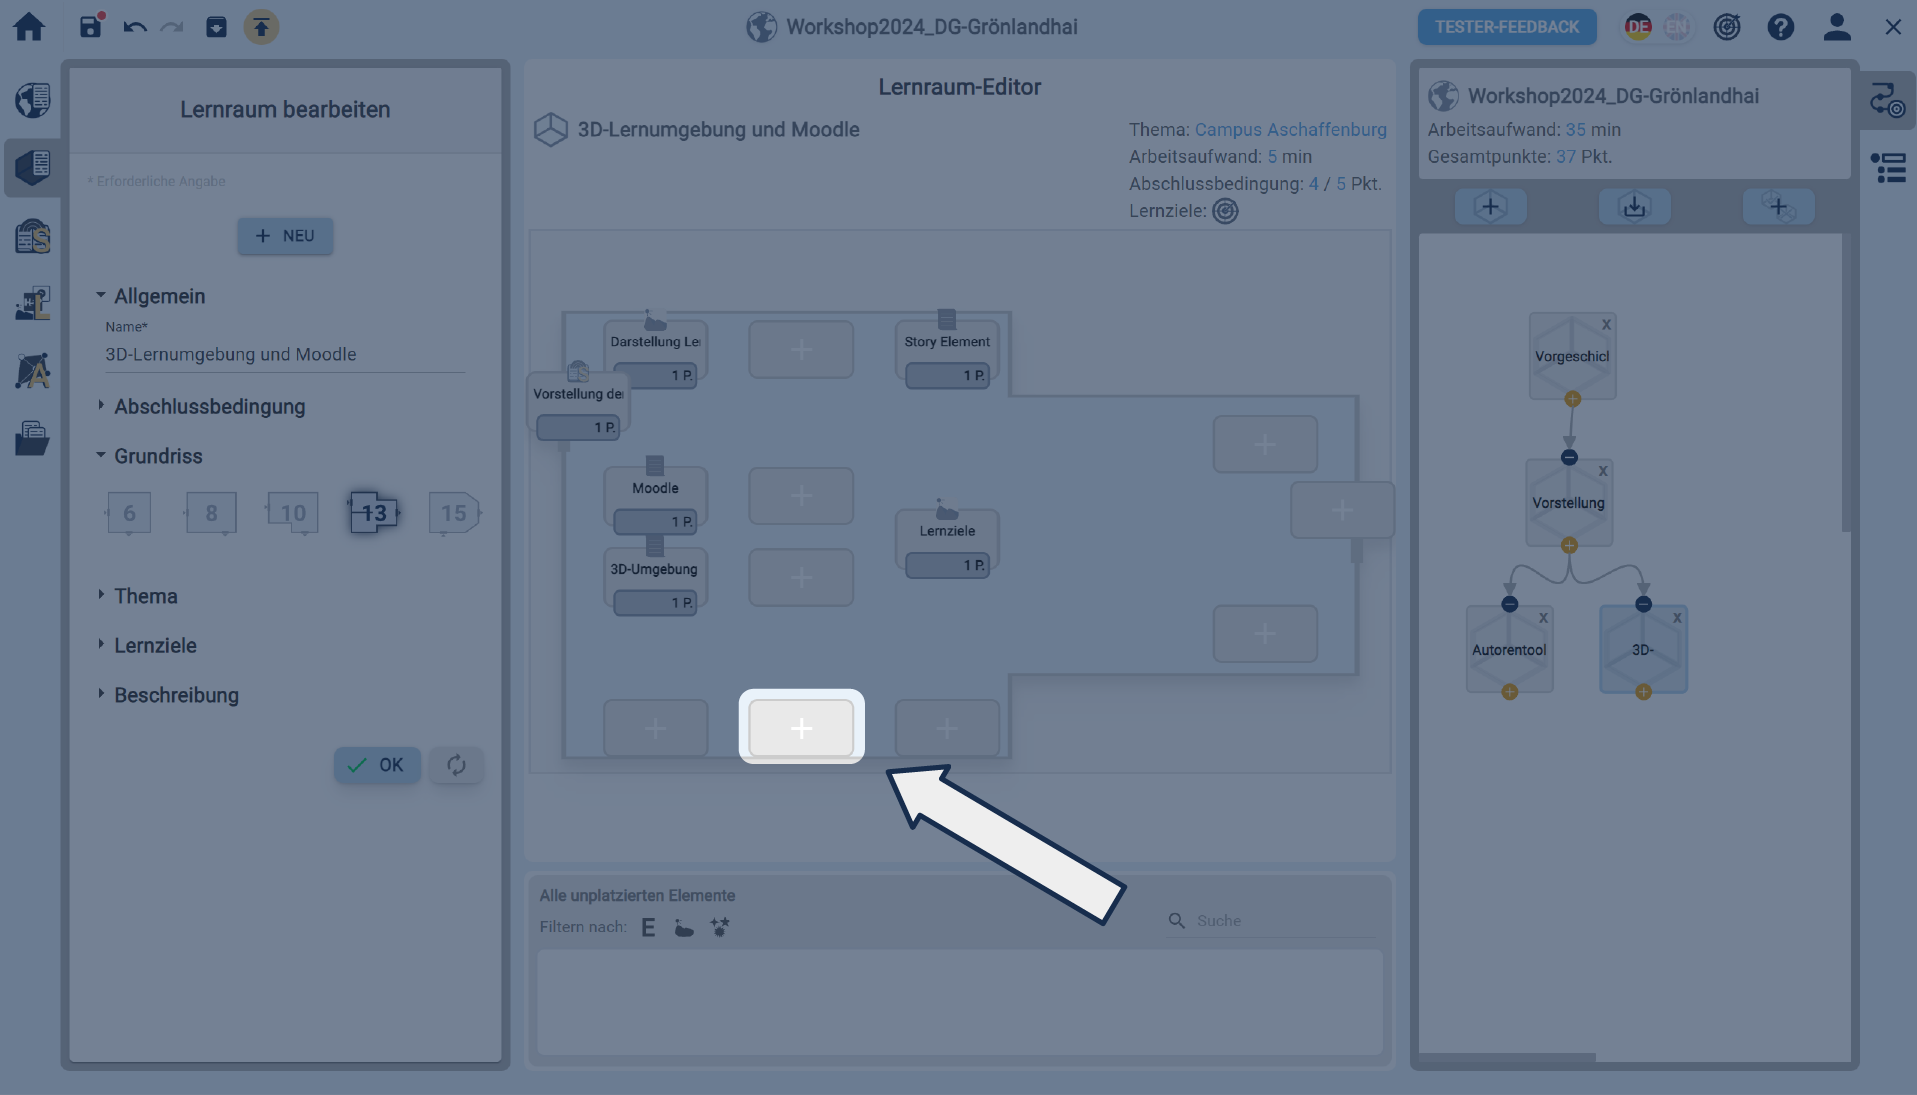 Workshop2024_DG-Grönlandhai
TESTER-FEEDBACK
DE
EN
Lernraum bearbeiten
* Erforderliche Angabe
NEU
Allgemein
Name*
3D-Lernumgebung und Moodle
Abschlussbedingung
Grundriss
6
8
10
13
15
Thema
Lernziele
Beschreibung
OK
Lernraum-Editor
3D-Lernumgebung und Moodle
Thema: Campus Aschaffenburg
Arbeitsaufwand: 5 min
Abschlussbedingung: 4 / 5 Pkt.
Lernziele:
Darstellung Le
1 P.
Story Element
1 P.
Vorstellung de
1 P.
Moodle
1 P.
Lernziele
1 P.
3D-Umgebung
1 P.
Alle unplatzierten Elemente
Filtern nach: E
Suche
Workshop2024_DG-Grönlandhai
Arbeitsaufwand: 35 min
Gesamtpunkte: 37 Pkt.
X
Vorgeschicl
X
Vorstellung
X
Autorentool
X
3D-
S
L
A